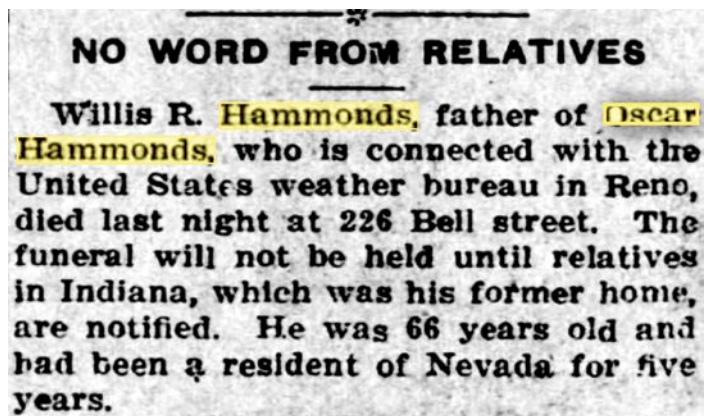 NO WORD FROM RELATIVES
Willis R. Hammonds, father of Oscar
Hammonds, who is connected with the
United States weather bureau in Reno,
died last night at 226 Bell street. The
funeral will not be held until relatives
in Indiana, which was his former home,
are notified. He was 66 years old and
had been a resident of Nevada for five
years.